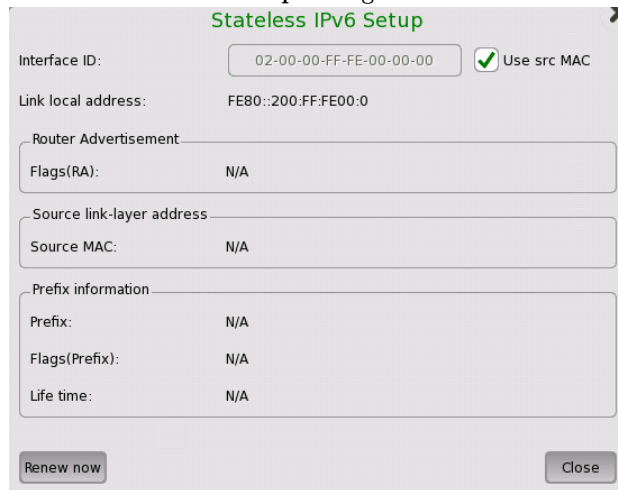 Stateless IPv6 Setup
Interface ID: 02-00-00-FF-FE-00-00-00 Use src MAC
Link local address: FE80::200:FF:FE00:0
Router Advertisement
Flags(RA): N/A
Source link-layer address
Source MAC: N/A
Prefix information
Prefix: N/A
Flags(Prefix): N/A
Life time: N/A
Renew now Close